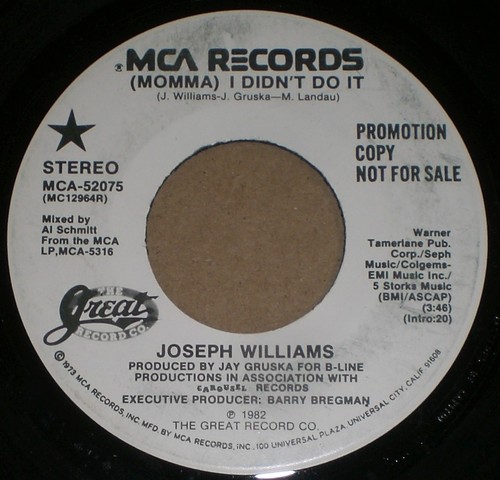 MCA RECORDS
(MOMMA) I DIDN'T DO IT
(J. Williams-J. Gruska—M. Landau)
STEREO
MCA-52075
(MC12964R)
Mixed by
Al Schmitt
From the MCA
LP,MCA-5316
PROMOTION
COPY
NOT FOR SALE
Warner
Tamerlane Pub.
Corp./Seph
Music/Colgems-
EMI Music Inc./
5 Storks Music
(BMI/ASCAP)
(3:46)
(Intro:20)
THE
Great
RECORD CO.
JOSEPH WILLIAMS
PRODUCED BY JAY GRUSKA FOR B-LINE
PRODUCTIONS IN ASSOCIATION WITH
CAROUSEL RECORDS
EXECUTIVE PRODUCER: BARRY BREGMAN
℗ 1982
THE GREAT RECORD CO.
©1973 MCA RECORDS, INC. MFD BY MCA RECORDS, INC., 100 UNIVERSAL PLAZA, UNIVERSAL CITY, CALIF. 91608